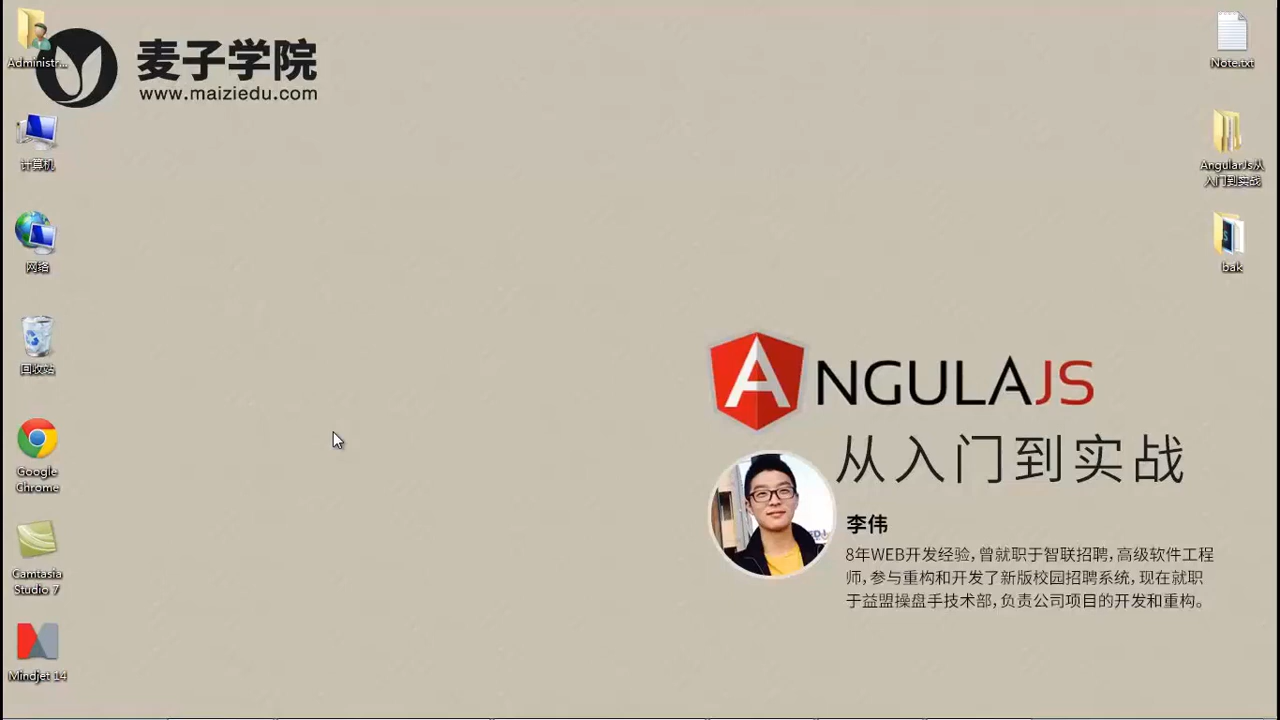 麦子学院
www.maiziedu.com
Administr...
计算机
网络
回收站
Google
Chrome
Camtasia
Studio 7
Mindjet 14
Note.txt
AngularJs从
入门到实战
bak
ANGULAJS
从入门到实战
李伟
8年WEB开发经验,曾就职于智联招聘,高级软件工程
师,参与重构和开发了新版校园招聘系统,现在就职
于益盟操盘手技术部,负责公司项目的开发和重构。